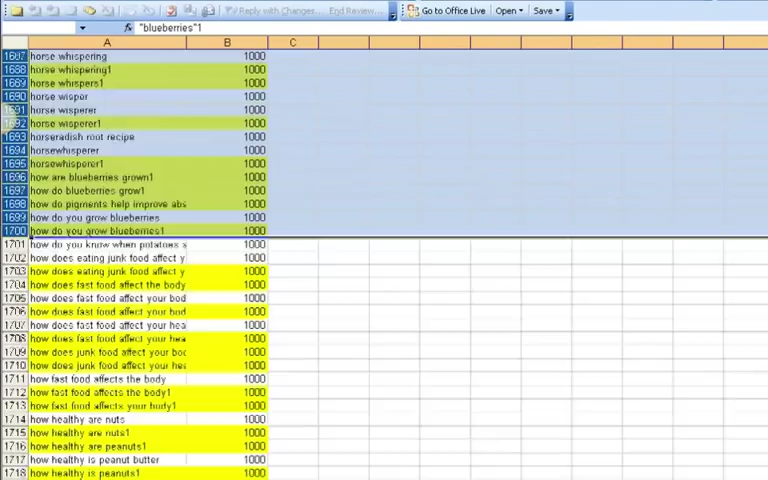 Reply with Changes... End Review... Go to Office Live Open Save
fx "blueberries"1
A B C
1687 horse whispering 1000
1688 horse whispering1 1000
1689 horse whsipers1 1000
1690 horse wisper 1000
1691 horse wisperer 1000
1692 horse wisperer1 1000
1693 horseradish root recipe 1000
1694 horsewhisperer 1000
1695 horsewhisperer1 1000
1696 how are blueberries grown1 1000
1697 how do blueberries grow1 1000
1698 how do pigments help improve abs 1000
1699 how do you grow blueberries 1000
1700 how do you grow blueberries1 1000
1701 how do you know when potatoes s 1000
1702 how does eating junk food affect y 1000
1703 how does eating junk food affect y 1000
1704 how does fast food affect the body 1000
1705 how does fast food affect your bod 1000
1706 how does fast food affect your bod 1000
1707 how does fast food affect your hea 1000
1708 how does fast food affect your hea 1000
1709 how does junk food affect your boc 1000
1710 how does junk food affect your hea 1000
1711 how fast food affects the body 1000
1712 how fast food affects the body1 1000
1713 how fast food affects your body1 1000
1714 how healthy are nuts 1000
1715 how healthy are nuts1 1000
1716 how healthy are peanuts1 1000
1717 how healthy is peanut butter 1000
1718 how healthy is peanuts1 1000